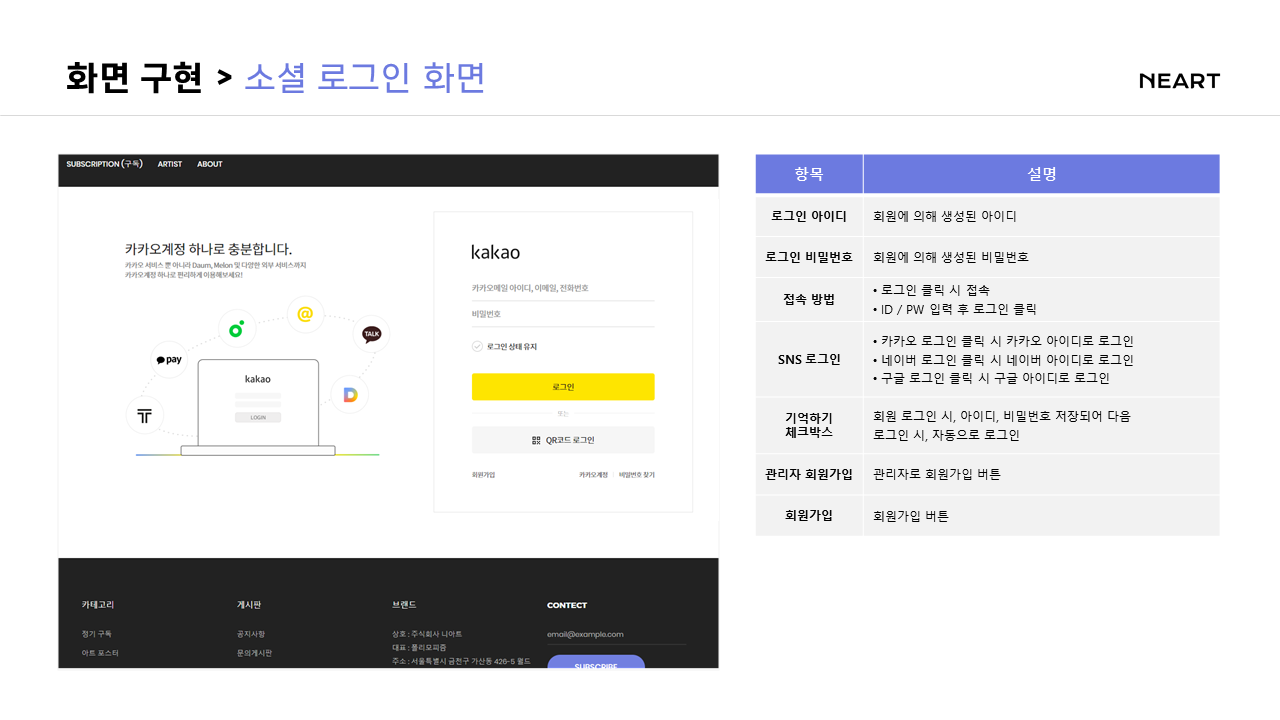 화면 구현 > 소셜 로그인 화면
NEART
SUBSCRIPTION (구독) ARTIST ABOUT
카카오계정 하나로 충분합니다.
카카오 서비스 뿐 아니라 Daum, Melon 및 다양한 외부 서비스까지
카카오계정 하나로 편리하게 이용해보세요!
@
TALK
pay
kakao
LOGIN
kakao
카카오메일 아이디, 이메일, 전화번호
비밀번호
로그인 상태 유지
로그인
또는
QR코드 로그인
회원가입 카카오계정 비밀번호 찾기
카테고리
정기 구독
아트 포스터
게시판
공지사항
문의게시판
브랜드
상호 : 주식회사 니아트
대표 : 폴리모피즘
주소 : 서울특별시 금천구 가산동 426-5 월드
CONTECT
email@example.com
SUBSCRIBE
항목 설명
로그인 아이디 회원에 의해 생성된 아이디
로그인 비밀번호 회원에 의해 생성된 비밀번호
접속 방법
• 로그인 클릭 시 접속
• ID / PW 입력 후 로그인 클릭
SNS 로그인
• 카카오 로그인 클릭 시 카카오 아이디로 로그인
• 네이버 로그인 클릭 시 네이버 아이디로 로그인
• 구글 로그인 클릭 시 구글 아이디로 로그인
기억하기
체크박스
회원 로그인 시, 아이디, 비밀번호 저장되어 다음
로그인 시, 자동으로 로그인
관리자 회원가입 관리자로 회원가입 버튼
회원가입 회원가입 버튼